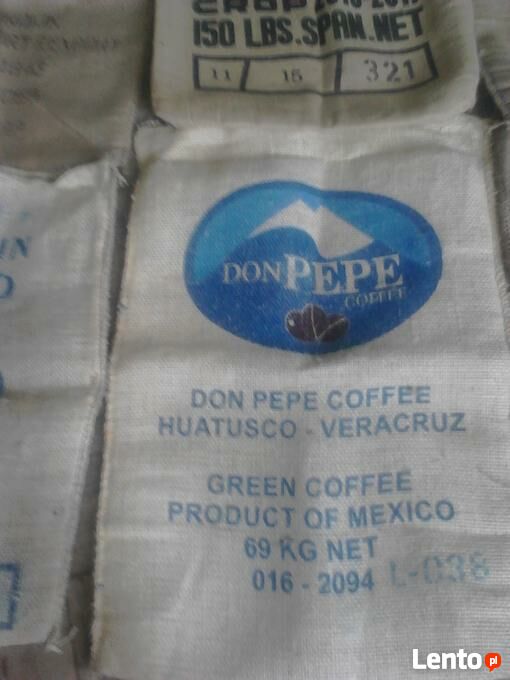 150 LBS.SPAN.NET
11 15 321
IN
DON PEPE
COFFEE
DON PEPE COFFEE
HUATUSCO - VERACRUZ
GREEN COFFEE
PRODUCT OF MEXICO
69 KG NET
016 - 2094 L-038
Lento pl